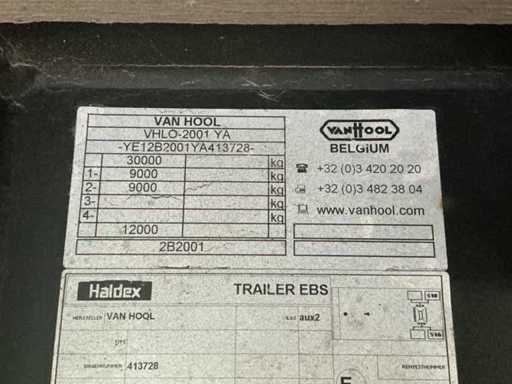 VAN HOOL
VHLO-2001 YA
-YE12B2001YA413728-
30000 kg
1- 9000 kg
2- 9000 kg
3- kg
4- kg
12000
2B2001
VANHOOL
BELGIUM
+32 (0)3 420 20 20
+32 (0)3 482 38 04
www.vanhool.com
Haldex
TRAILER EBS
HERSTELLER VAN HOOL
aux2
TYP
413728